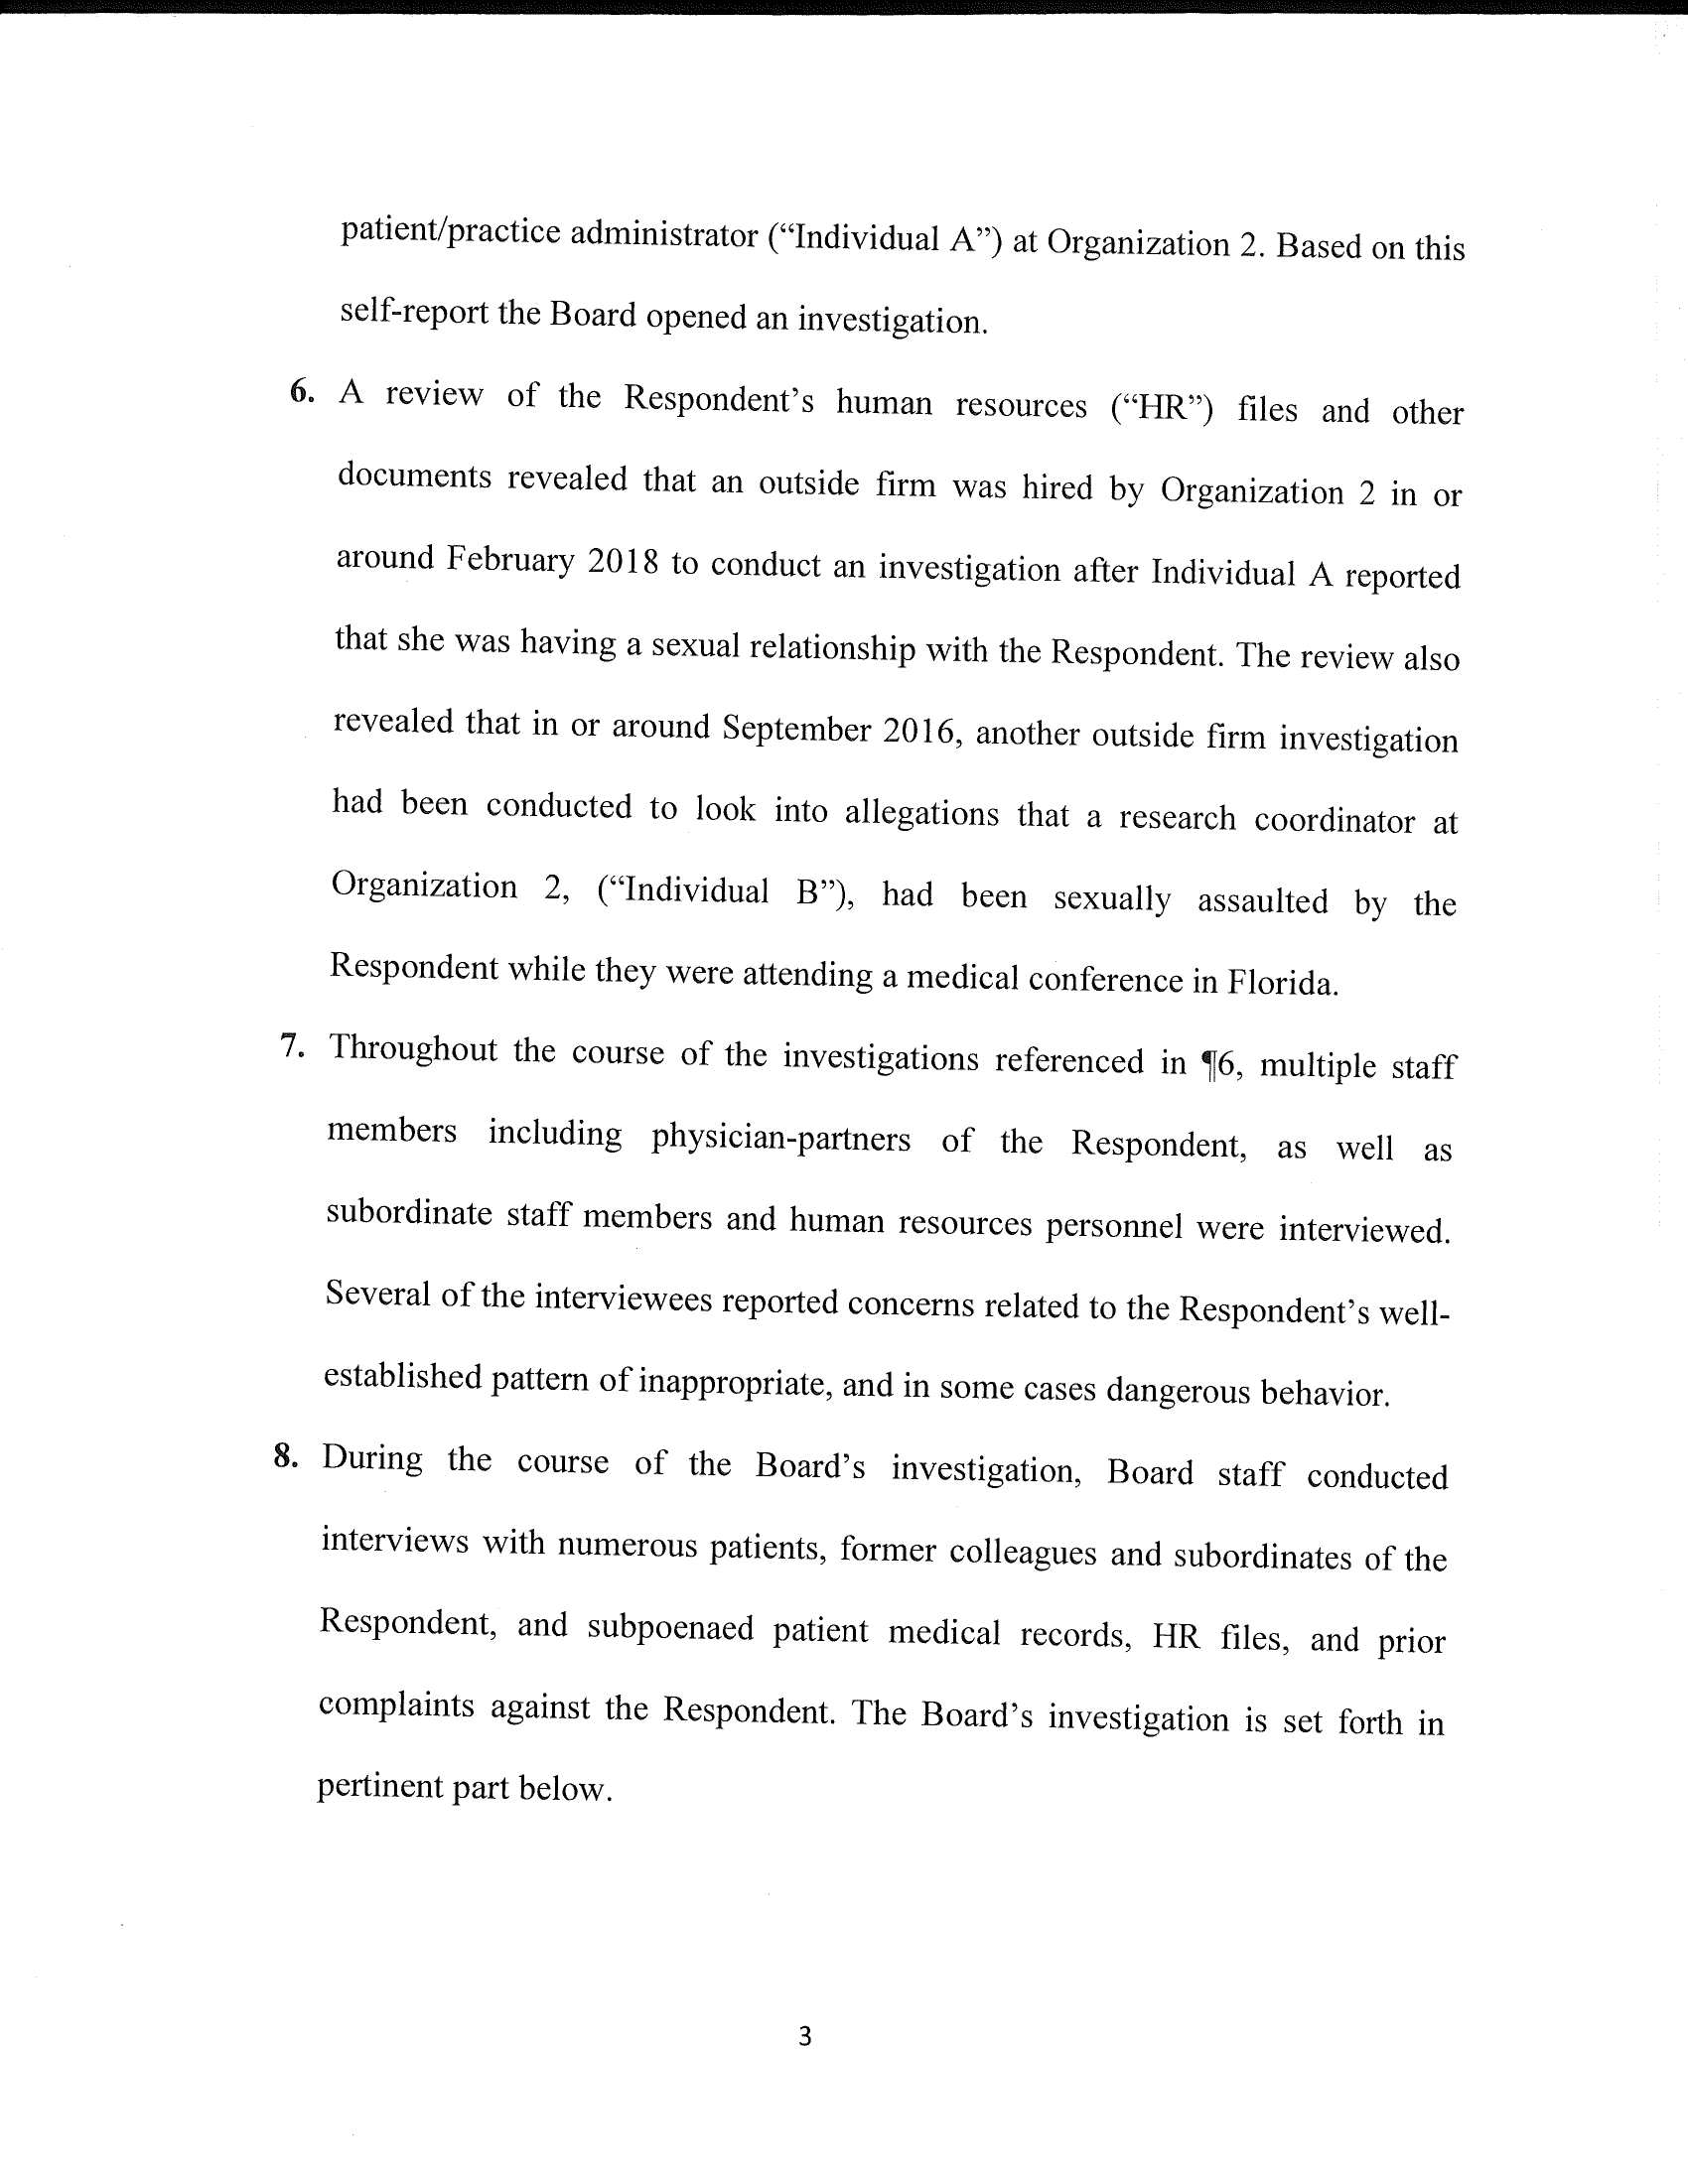 patient/practice administrator (“Individual A”) at Organization 2. Based on this
self-report the Board opened an investigation.
6. A review of the Respondent’s human resources (“HR”) files and other
documents revealed that an outside firm was hired by Organization 2 in or
around February 2018 to conduct an investigation after Individual A reported
that she was having a sexual relationship with the Respondent. The review also
revealed that in or around September 2016, another outside firm investigation
had been conducted to look into allegations that a research coordinator at
Organization 2, (“Individual B”), had been sexually assaulted by the
Respondent while they were attending a medical conference in Florida.
7. Throughout the course of the investigations referenced in ¶6, multiple staff
members including physician-partners of the Respondent, as well as
subordinate staff members and human resources personnel were interviewed.
Several of the interviewees reported concerns related to the Respondent’s well-
established pattern of inappropriate, and in some cases dangerous behavior.
8. During the course of the Board’s investigation, Board staff conducted
interviews with numerous patients, former colleagues and subordinates of the
Respondent, and subpoenaed patient medical records, HR files, and prior
complaints against the Respondent. The Board’s investigation is set forth in
pertinent part below.
3